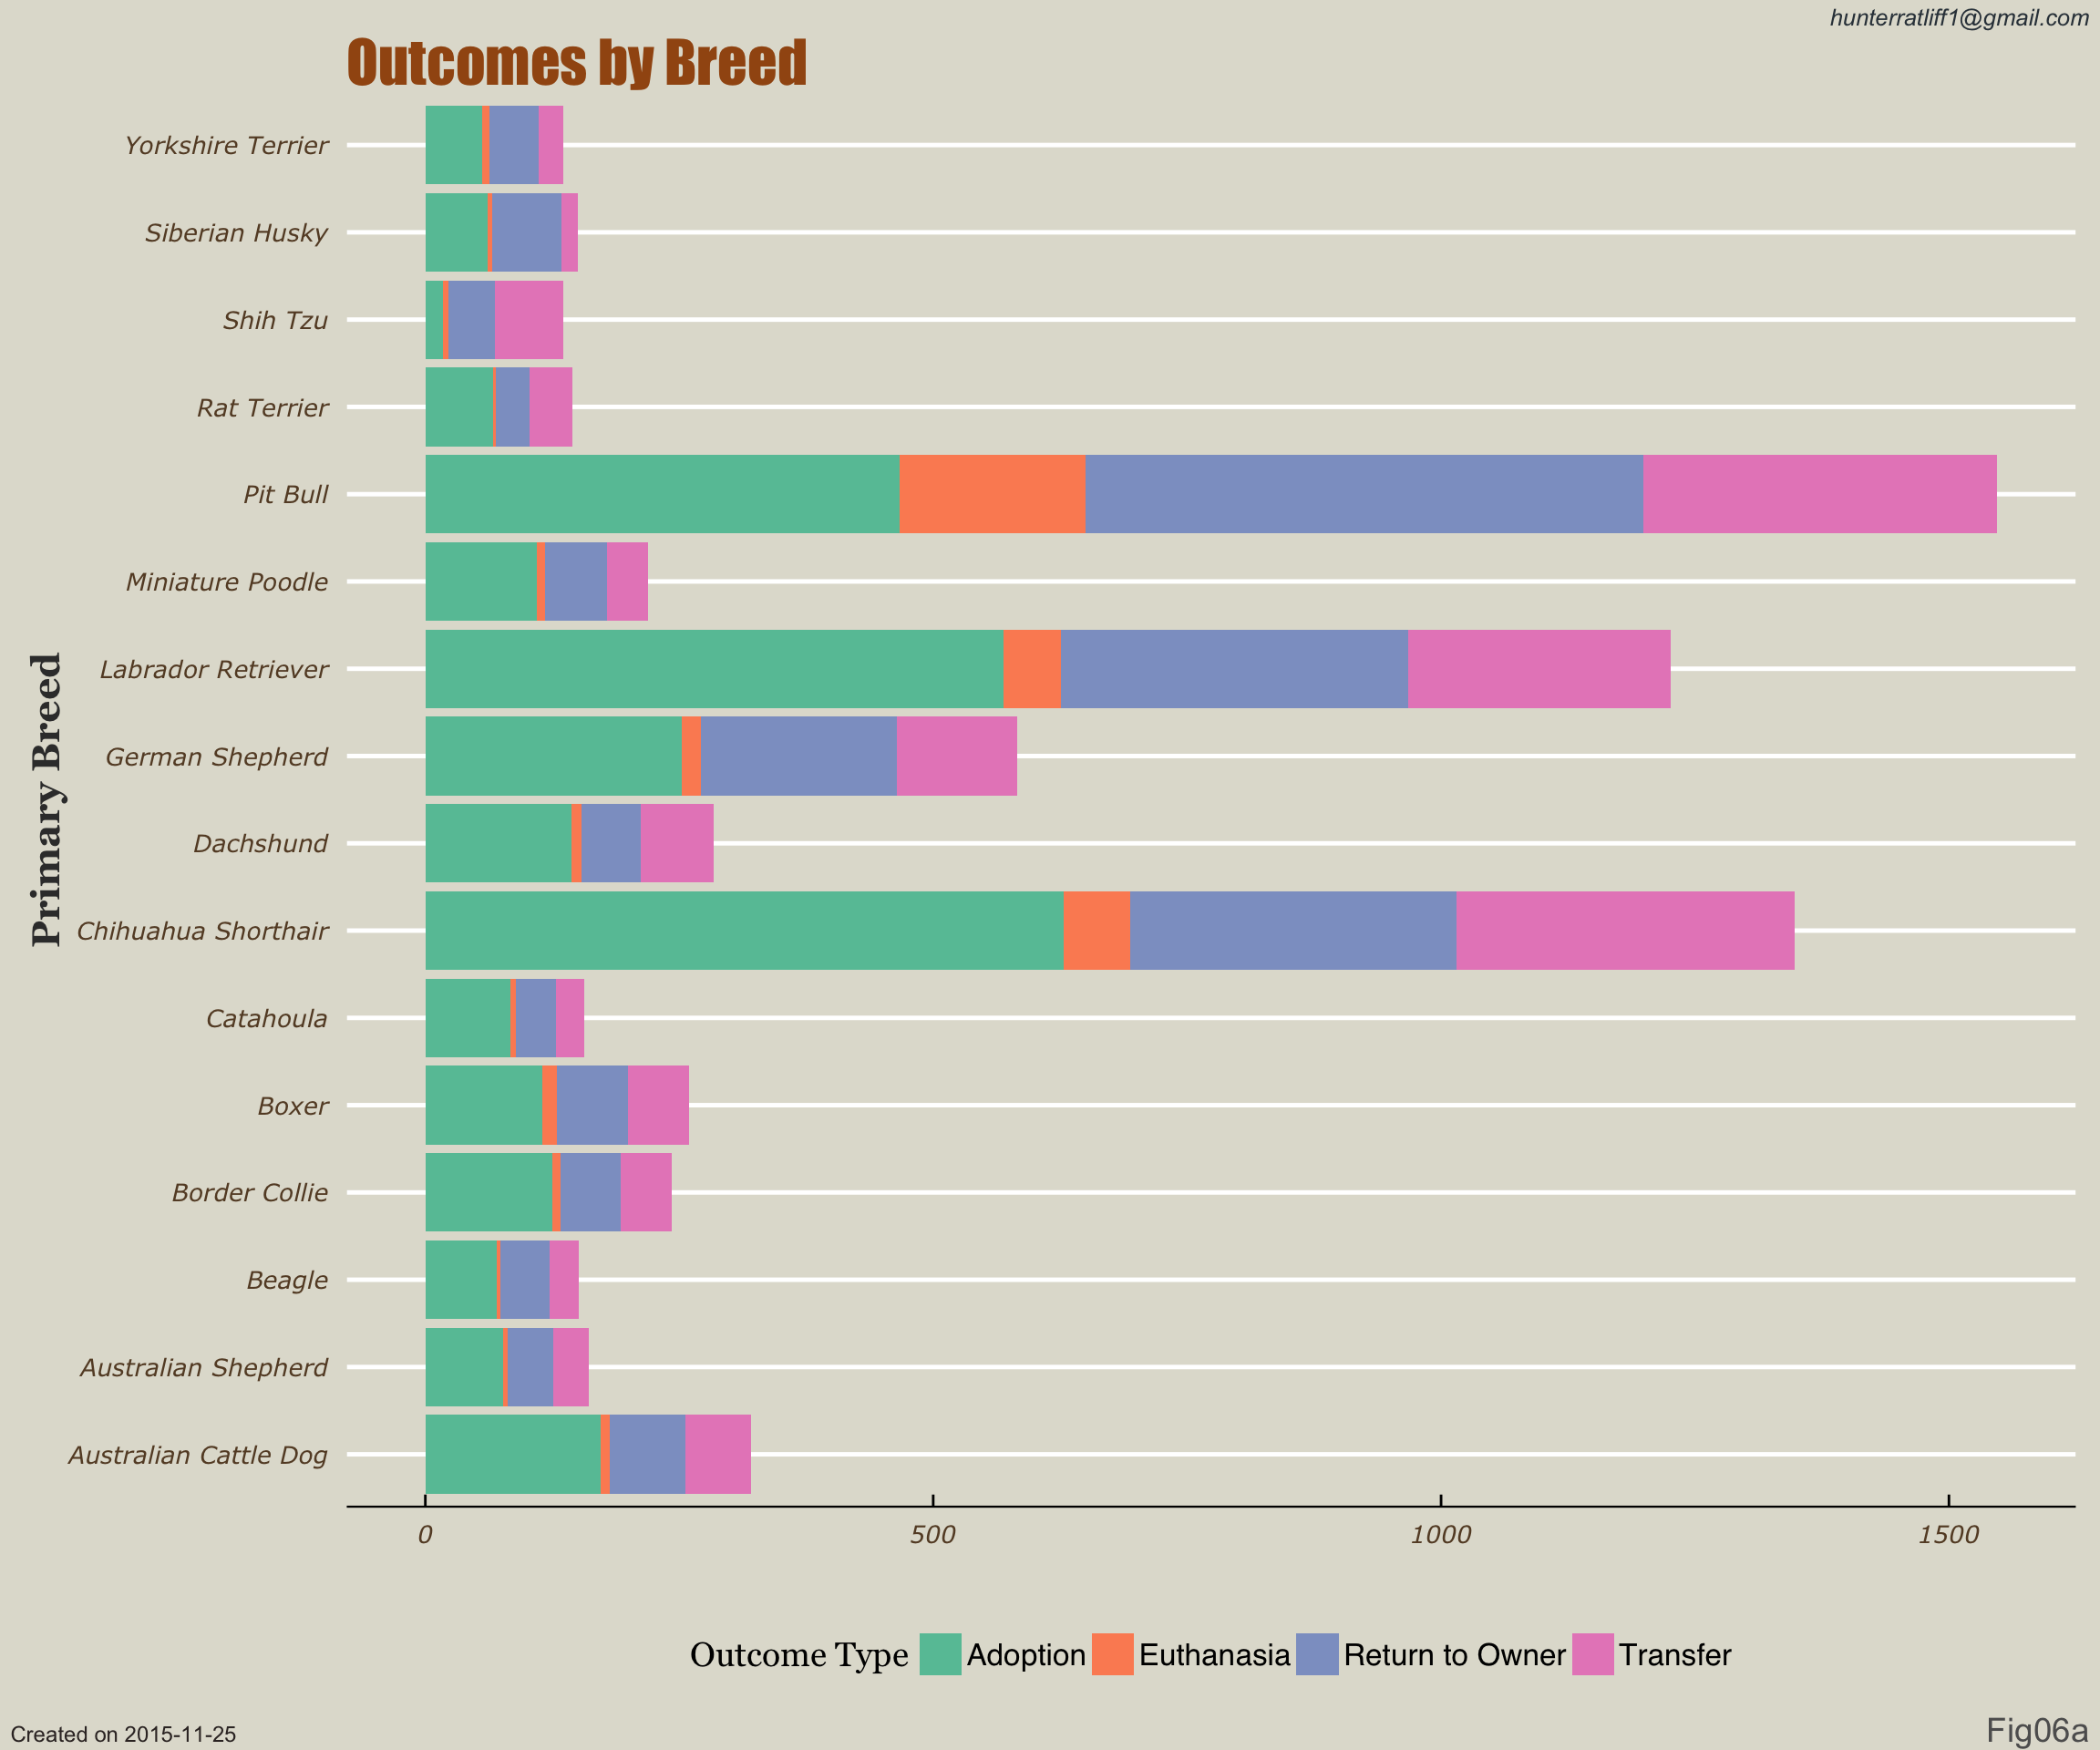 hunterratliff1@gmail.com
Outcomes by Breed
Primary Breed
Yorkshire Terrier
Siberian Husky
Shih Tzu
Rat Terrier
Pit Bull
Miniature Poodle
Labrador Retriever
German Shepherd
Dachshund
Chihuahua Shorthair
Catahoula
Boxer
Border Collie
Beagle
Australian Shepherd
Australian Cattle Dog
0 500 1000 1500
Outcome Type Adoption Euthanasia Return to Owner Transfer
Created on 2015-11-25
Fig06a